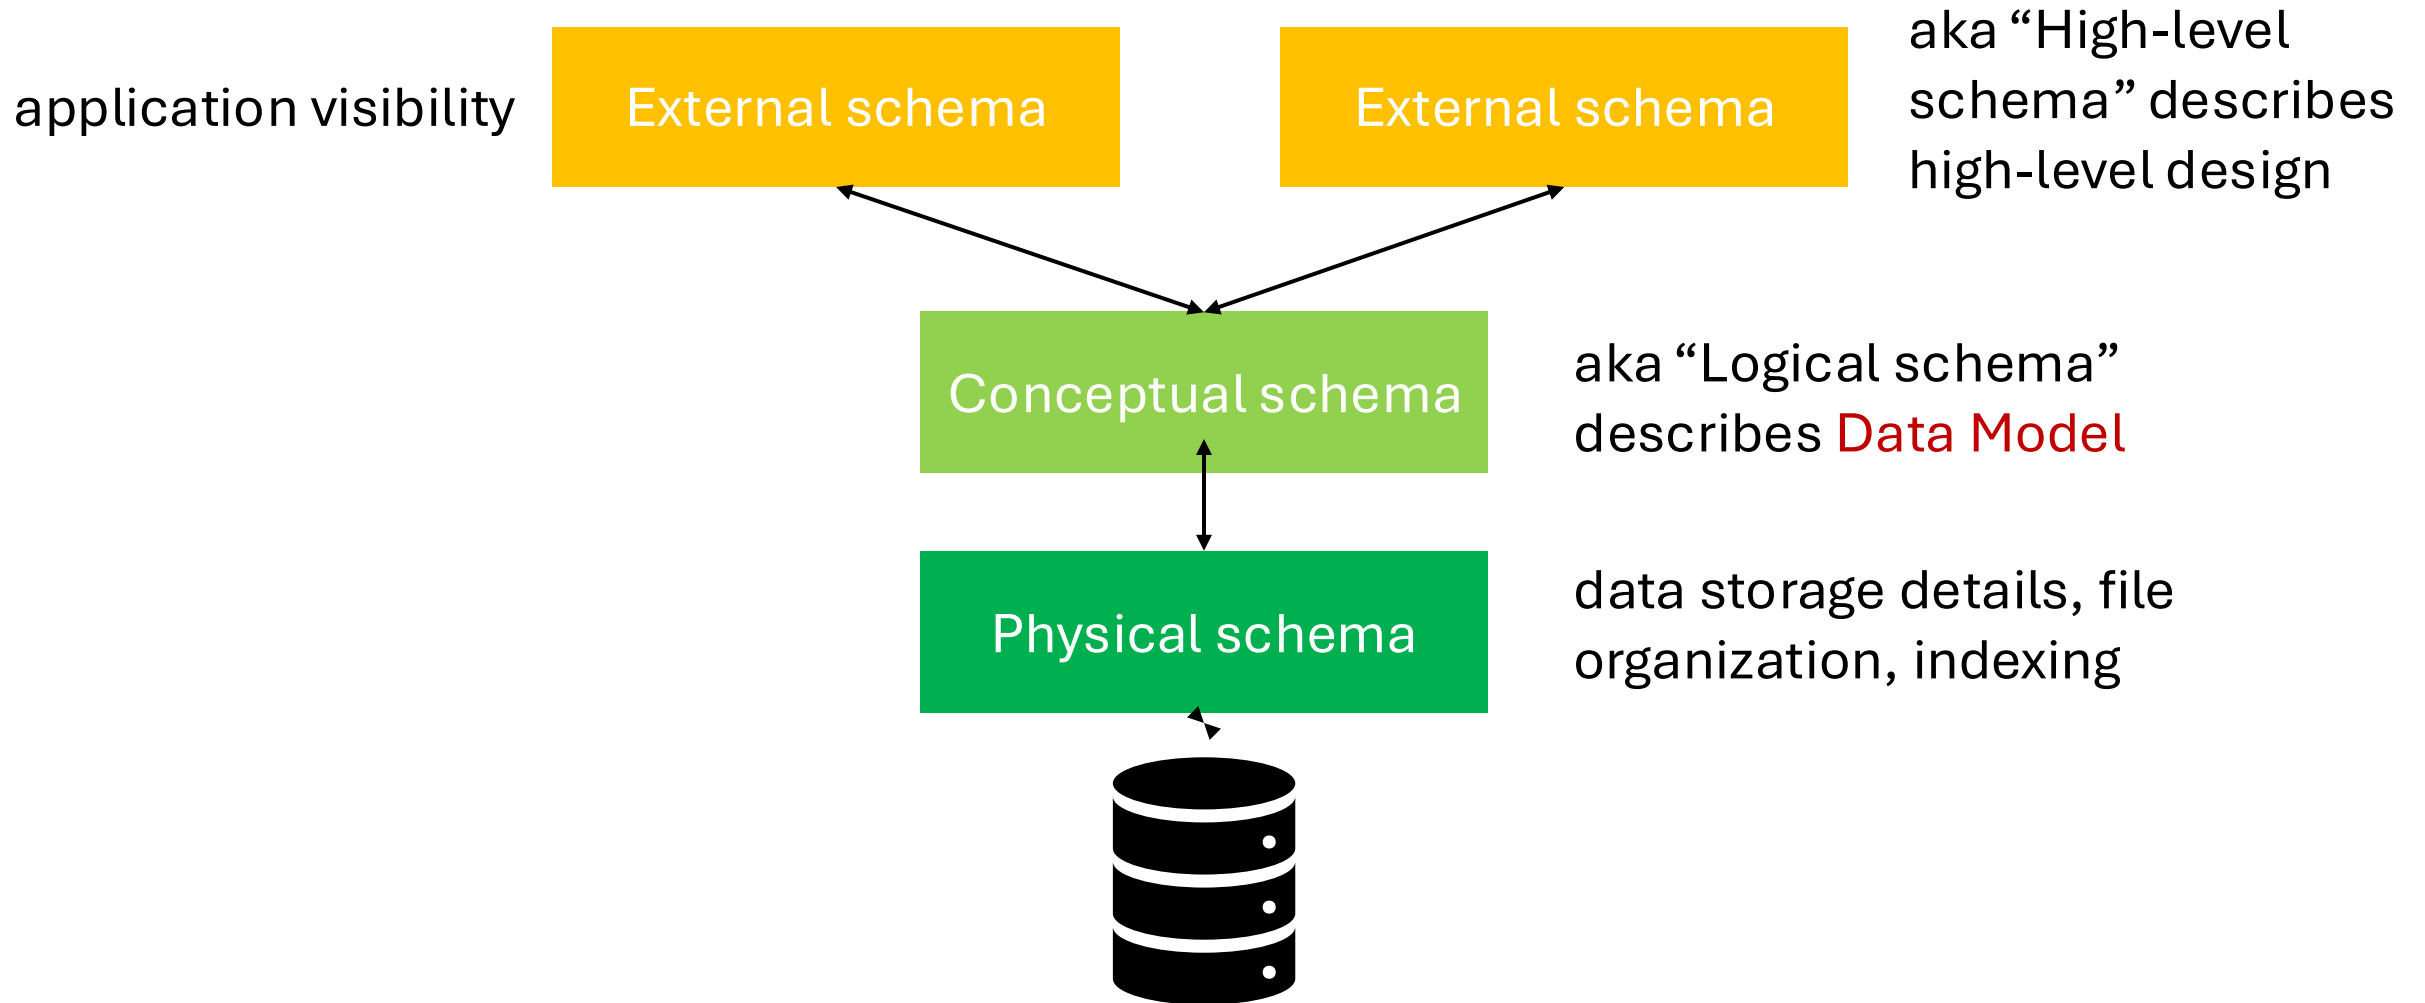 application visibility
External schema
External schema
aka “High-level
schema” describes
high-level design
Conceptual schema
aka “Logical schema”
describes Data Model
Physical schema
data storage details, file
organization, indexing